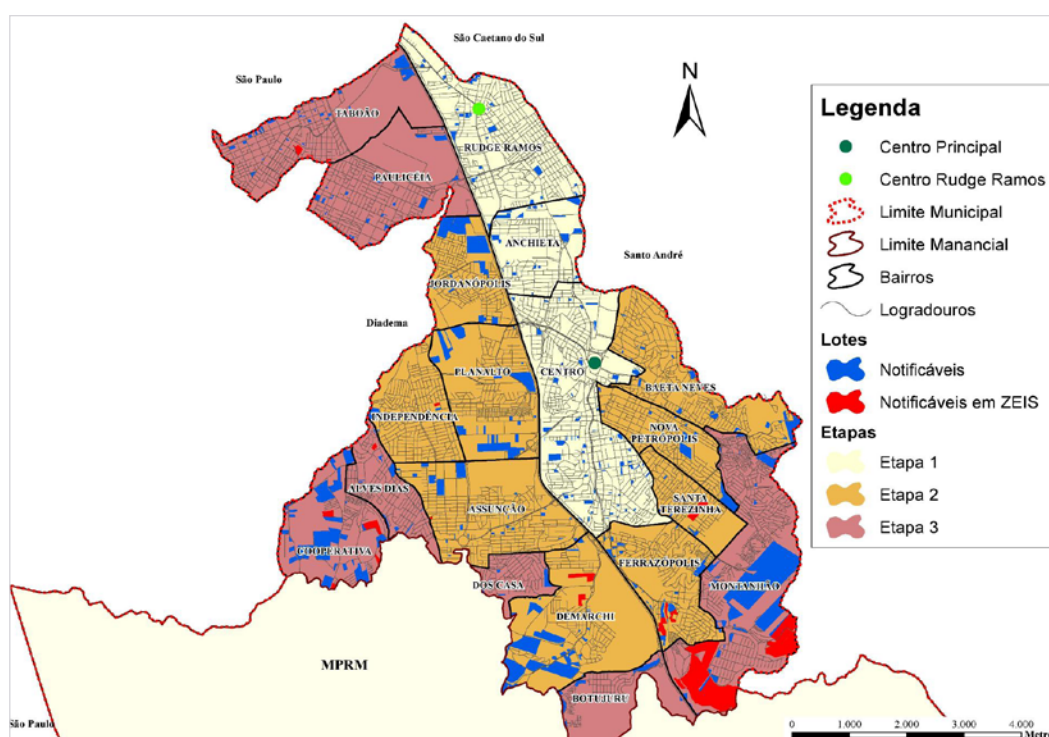 São Caetano do Sul
São Paulo
N
TABOÃO
RUDGE RAMOS
PAULICÉIA
ANCHIETA
Santo André
JORDANÓPOLIS
Diadema
PLANALTO
CENTRO
BAETA NEVES
INDEPENDÊNCIA
NOVA
PETRÓPOLIS
ALVES DIAS
SANTA
TEREZINHA
ASSUNÇÃO
COOPERATIVA
FERRAZÓPOLIS
DOS CASA
MONTANHÃO
DEMARCHI
MPRM
BOTUJURU
São Paulo
Legenda
Centro Principal
Centro Rudge Ramos
Limite Municipal
Limite Manancial
Bairros
Logradouros
Lotes
Notificáveis
Notificáveis em ZEIS
Etapas
Etapa 1
Etapa 2
Etapa 3
0 1.000 2.000 3.000 4.000
Metro